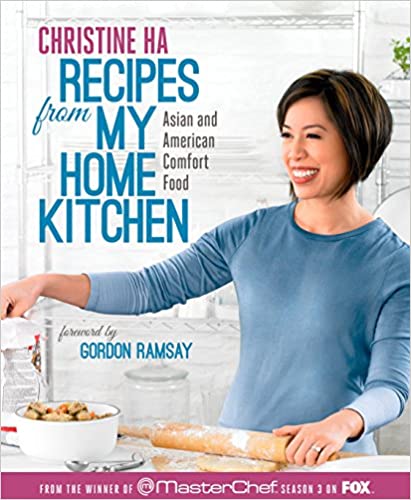 CHRISTINE HA
RECIPES
from MY
HOME
KITCHEN
Asian and
American
Comfort
Food
foreword by
GORDON RAMSAY
FROM THE WINNER OF MasterChef SEASON 3 ON FOX